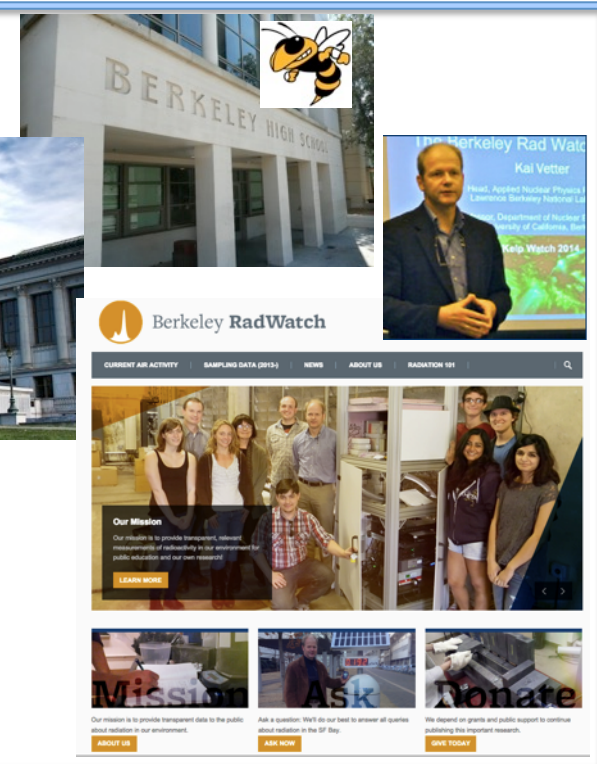 BERKELEY HIGH SCHOOL
The Berkeley Rad Watc
Kai Vetter
Head, Applied Nuclear Physics
Lawrence Berkeley National La
Department of Nuclear
University of California, Ber
Kelp Watch 2014
Berkeley RadWatch
CURRENT AIR ACTIVITY | SAMPLING DATA (2013-) | NEWS | ABOUT US | RADIATION 101 |
Our Mission
Our mission is to provide transparent, relevant
measurements of radioactivity in our environment for
public education and our own research!
LEARN MORE
Mission
Our mission is to provide transparent data to the public
about radiation in our environment.
ABOUT US
Ask
Ask a question: We'll do our best to answer all queries
about radiation in the SF Bay.
ASK NOW
Donate
We depend on grants and public support to continue
publishing this important research.
GIVE TODAY